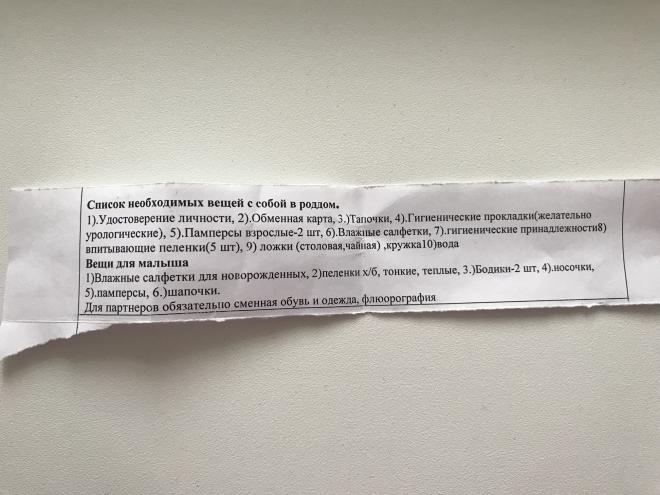 Список необходимых вещей с собой в роддом.
1).Удостоверение личности, 2).Обменная карта, 3.)Тапочки, 4).Гигиенические прокладки(желательно
урологические), 5).Памперсы взрослые-2 шт, 6).Влажные салфетки, 7).гигиенические принадлежности8)
впитывающие пеленки(5 шт), 9) ложки (столовая,чайная) ,кружка10)вода
Вещи для малыша
1)Влажные салфетки для новорожденных, 2)пеленки х/б, тонкие, теплые, 3.)Бодики-2 шт, 4).носочки,
5).памперсы, 6.)шапочки.
Для партнеров обязательно сменная обувь и одежда, флюорография